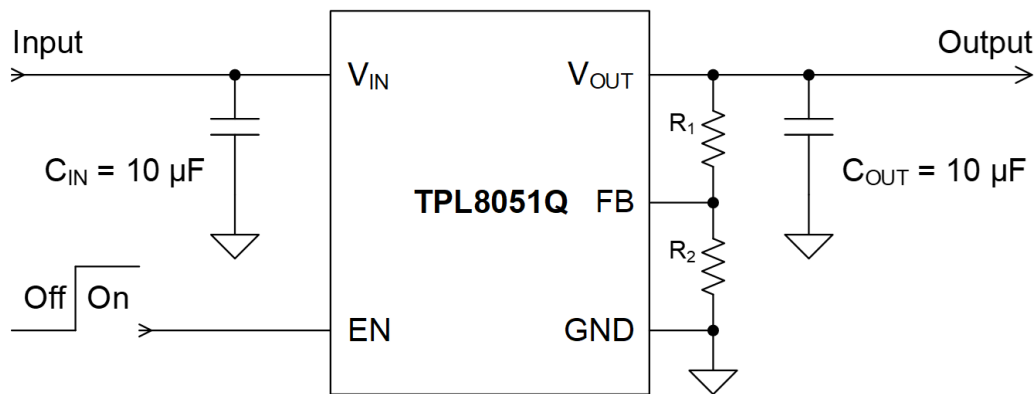 Input
Output
VIN
VOUT
R1
CIN = 10 µF
COUT = 10 µF
TPL8051Q
FB
R2
Off
On
EN
GND